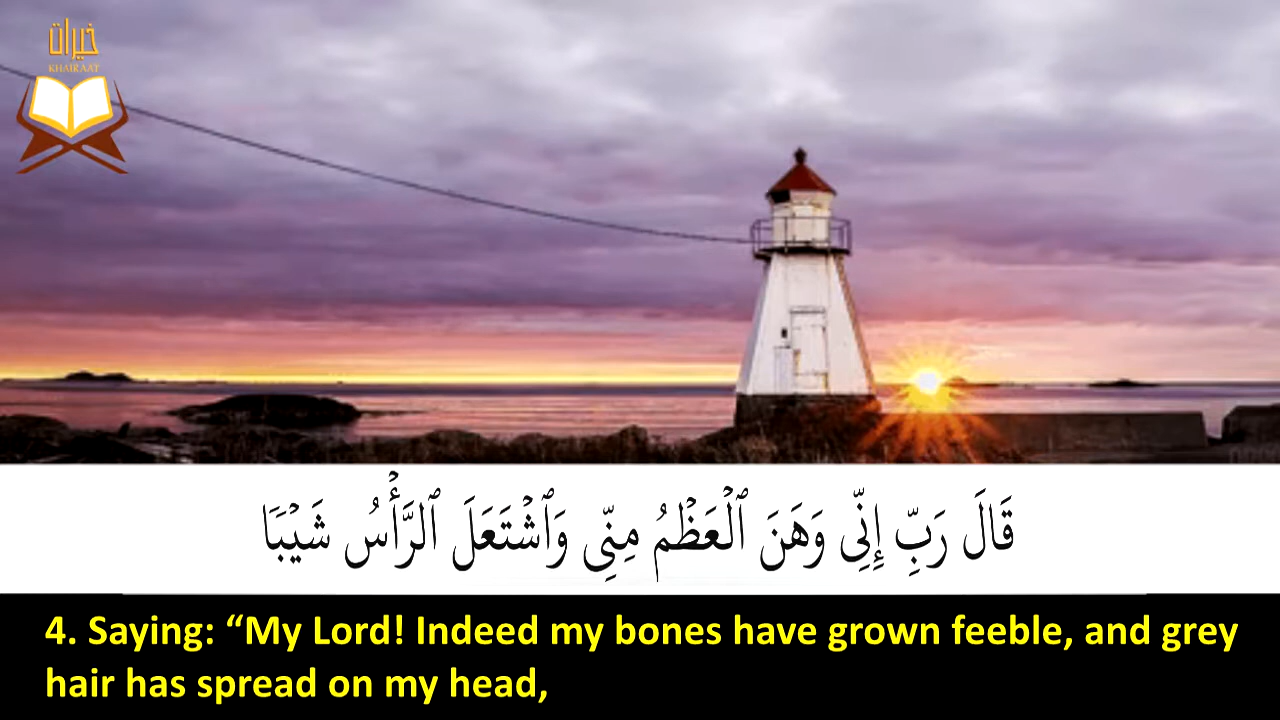 خيرات
KHAIRAAT
قَالَ رَبِّ إِنِّى وَهَنَ ٱلْعَظْمُ مِنِّى وَٱشْتَعَلَ ٱلرَّأْسُ شَيْبًا
4. Saying: “My Lord! Indeed my bones have grown feeble, and grey
hair has spread on my head,